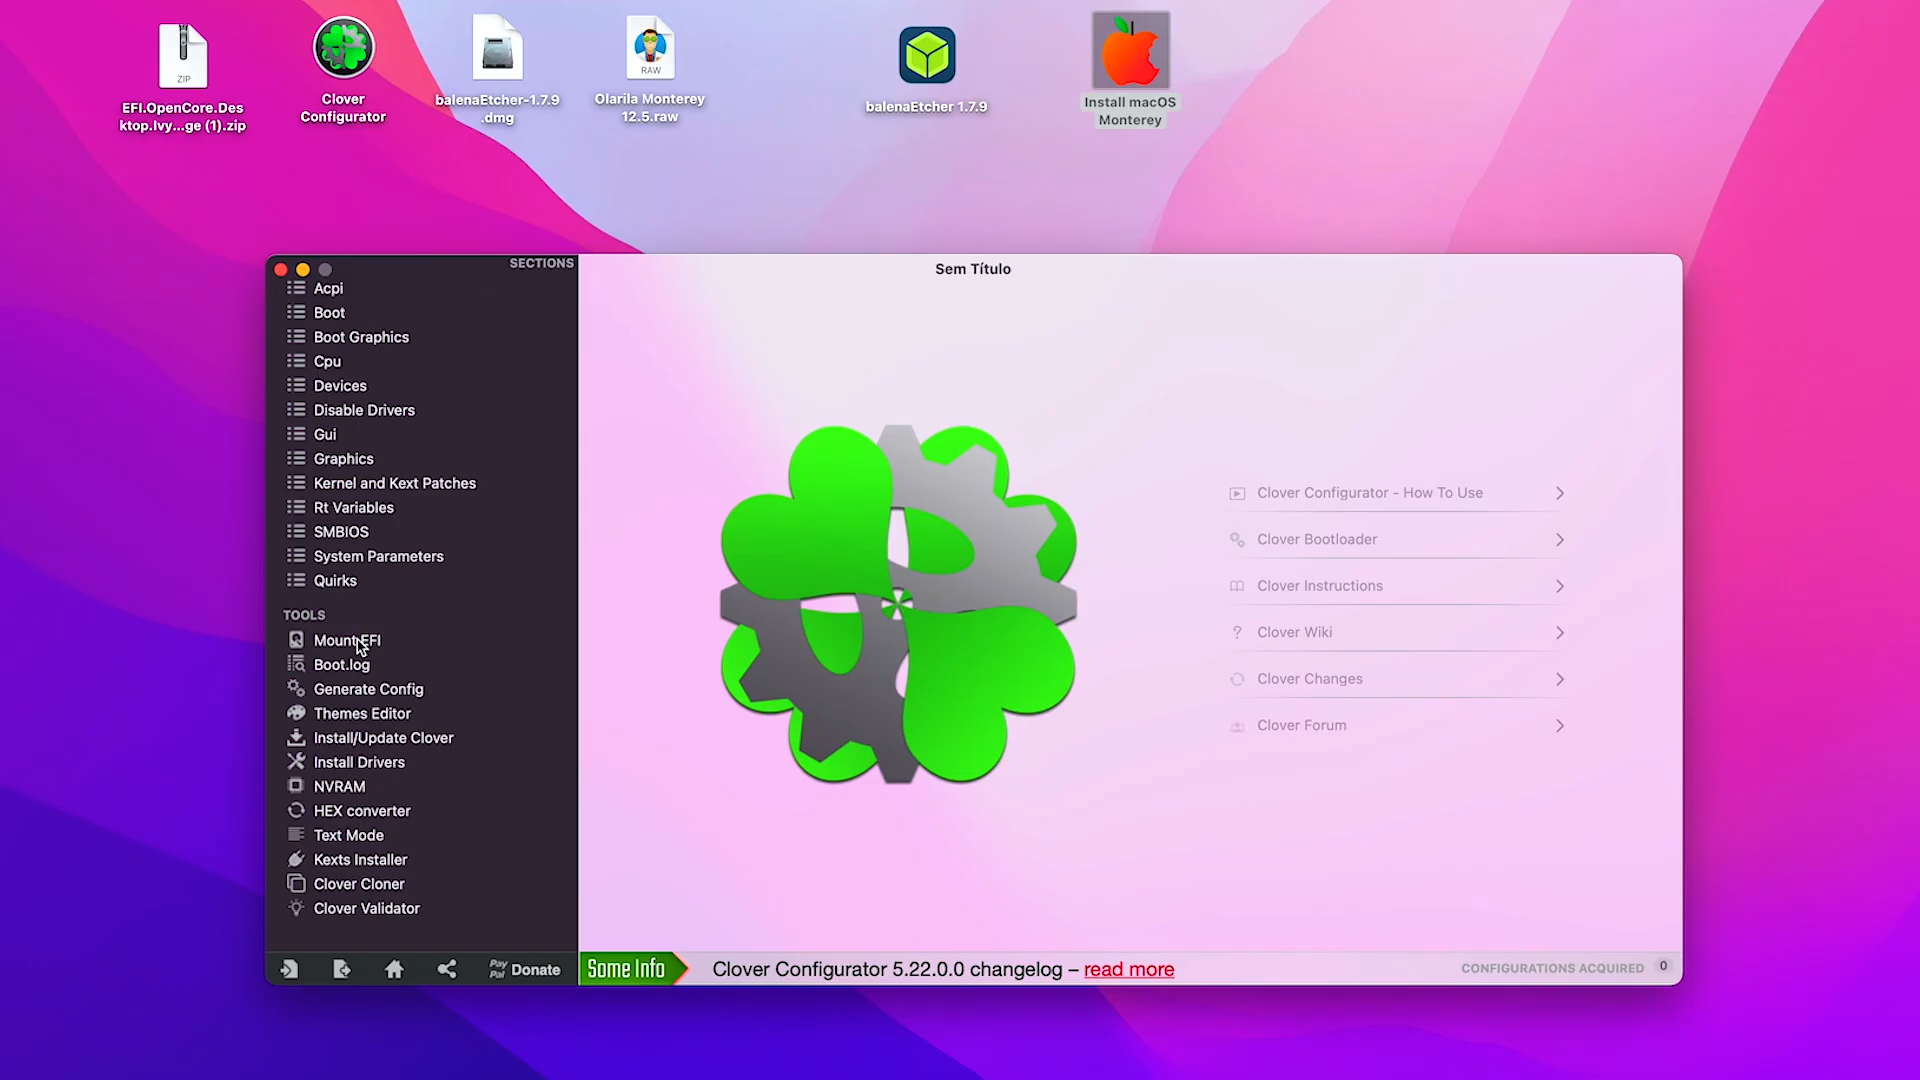 ZIP
EFI.OpenCore.Des
ktop.Ivy...ge (1).zip
Clover
Configurator
balenaEtcher-1.7.9
.dmg
RAW
Olarila Monterey
12.5.raw
balenaEtcher 1.7.9
Install macOS
Monterey
SECTIONS
Sem Título
Acpi
Boot
Boot Graphics
Cpu
Devices
Disable Drivers
Gui
Graphics
Kernel and Kext Patches
Rt Variables
SMBIOS
System Parameters
Quirks
TOOLS
Mount EFI
Boot.log
Generate Config
Themes Editor
Install/Update Clover
Install Drivers
NVRAM
HEX converter
Text Mode
Kexts Installer
Clover Cloner
Clover Validator
Clover Configurator - How To Use
Clover Bootloader
Clover Instructions
Clover Wiki
Clover Changes
Clover Forum
Pay
Pal
Donate
Some Info
Clover Configurator 5.22.0.0 changelog – read more
CONFIGURATIONS ACQUIRED 0